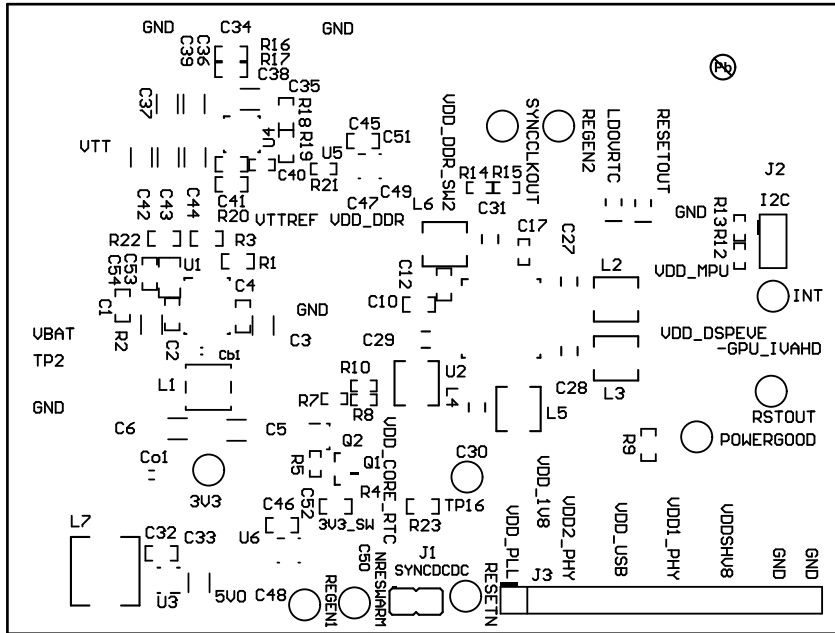 GND
C34
GND
C39
C36
R16
R17
C38
Pb
C37
C35
R18
U4
R19
VTT
C45
C51
U5
C40
R21
C49
C47
VDD_DDR_SW2
SYNCCLKOUT
REGEN2
LDOVRTC
RESETOUT
J2
R14
R15
I2C
C42
C43
C44
C41
R20
VTTREF
VDD_DDR
L6
C31
GND
R13
R12
R22
R3
C17
C27
C54
C53
U1
R1
C12
L2
VDD_MPU
INT
C1
R2
C4
C10
VBAT
C2
GND
C3
C29
VDD_DSPEVE
-GPU_IVAHD
TP2
Cb1
L1
R10
U2
L3
GND
R7
R8
L4
L5
C28
RSTOUT
C6
C5
Q2
VDD_CORE_RTC
R9
POWERGOOD
Co1
R5
Q1
C30
3V3
R4
TP16
VDD_1V8
C52
L7
C46
3V3_SW
R23
C32
C33
U6
C50
VDD_PLL
VDD2_PHY
VDD_USB
VDD1_PHY
VDDSHV8
GND
GND
J1
SYNCDCDC
J3
U3
5V0
C48
REGEN1
NRESWARM
RESETN